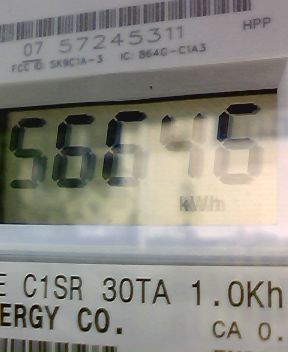 07 57245311 HPP
FCC ID: SK9C1A-3 IC: 864G-C1A3
56646
kWh
E C1SR 30TA 1.0Kh
ERGY CO. CA 0.